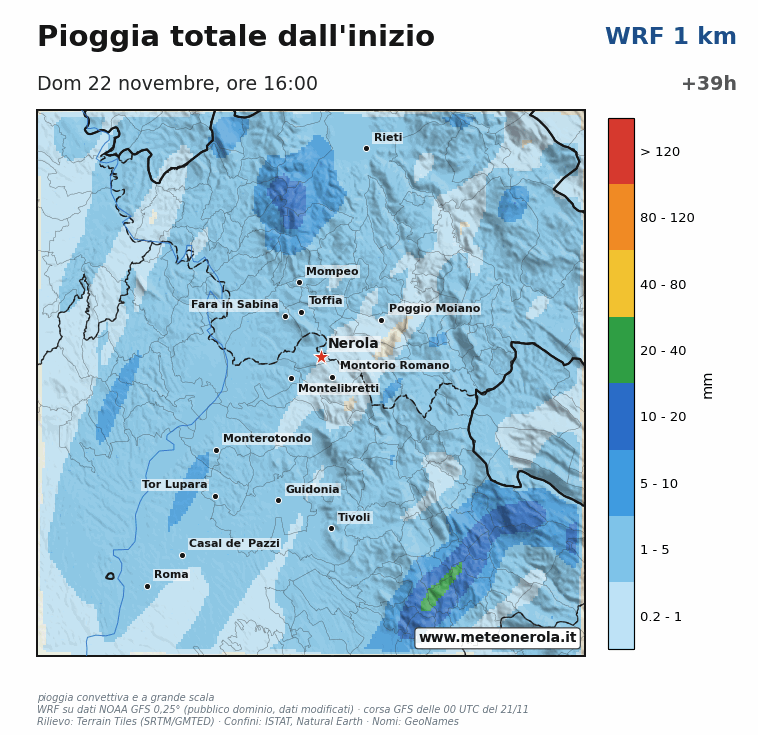 Pioggia totale dall'inizio
WRF 1 km
Dom 22 novembre, ore 16:00
+39h
Rieti
Mompeo
Fara in Sabina
Toffia
Poggio Moiano
Nerola
Montorio Romano
Montelibretti
Monterotondo
Tor Lupara
Guidonia
Tivoli
Casal de' Pazzi
Roma
www.meteonerola.it
> 120
80 - 120
40 - 80
20 - 40
10 - 20
5 - 10
1 - 5
0.2 - 1
mm
pioggia convettiva e a grande scala
WRF su dati NOAA GFS 0,25° (pubblico dominio, dati modificati) · corsa GFS delle 00 UTC del 21/11
Rilievo: Terrain Tiles (SRTM/GMTED) · Confini: ISTAT, Natural Earth · Nomi: GeoNames